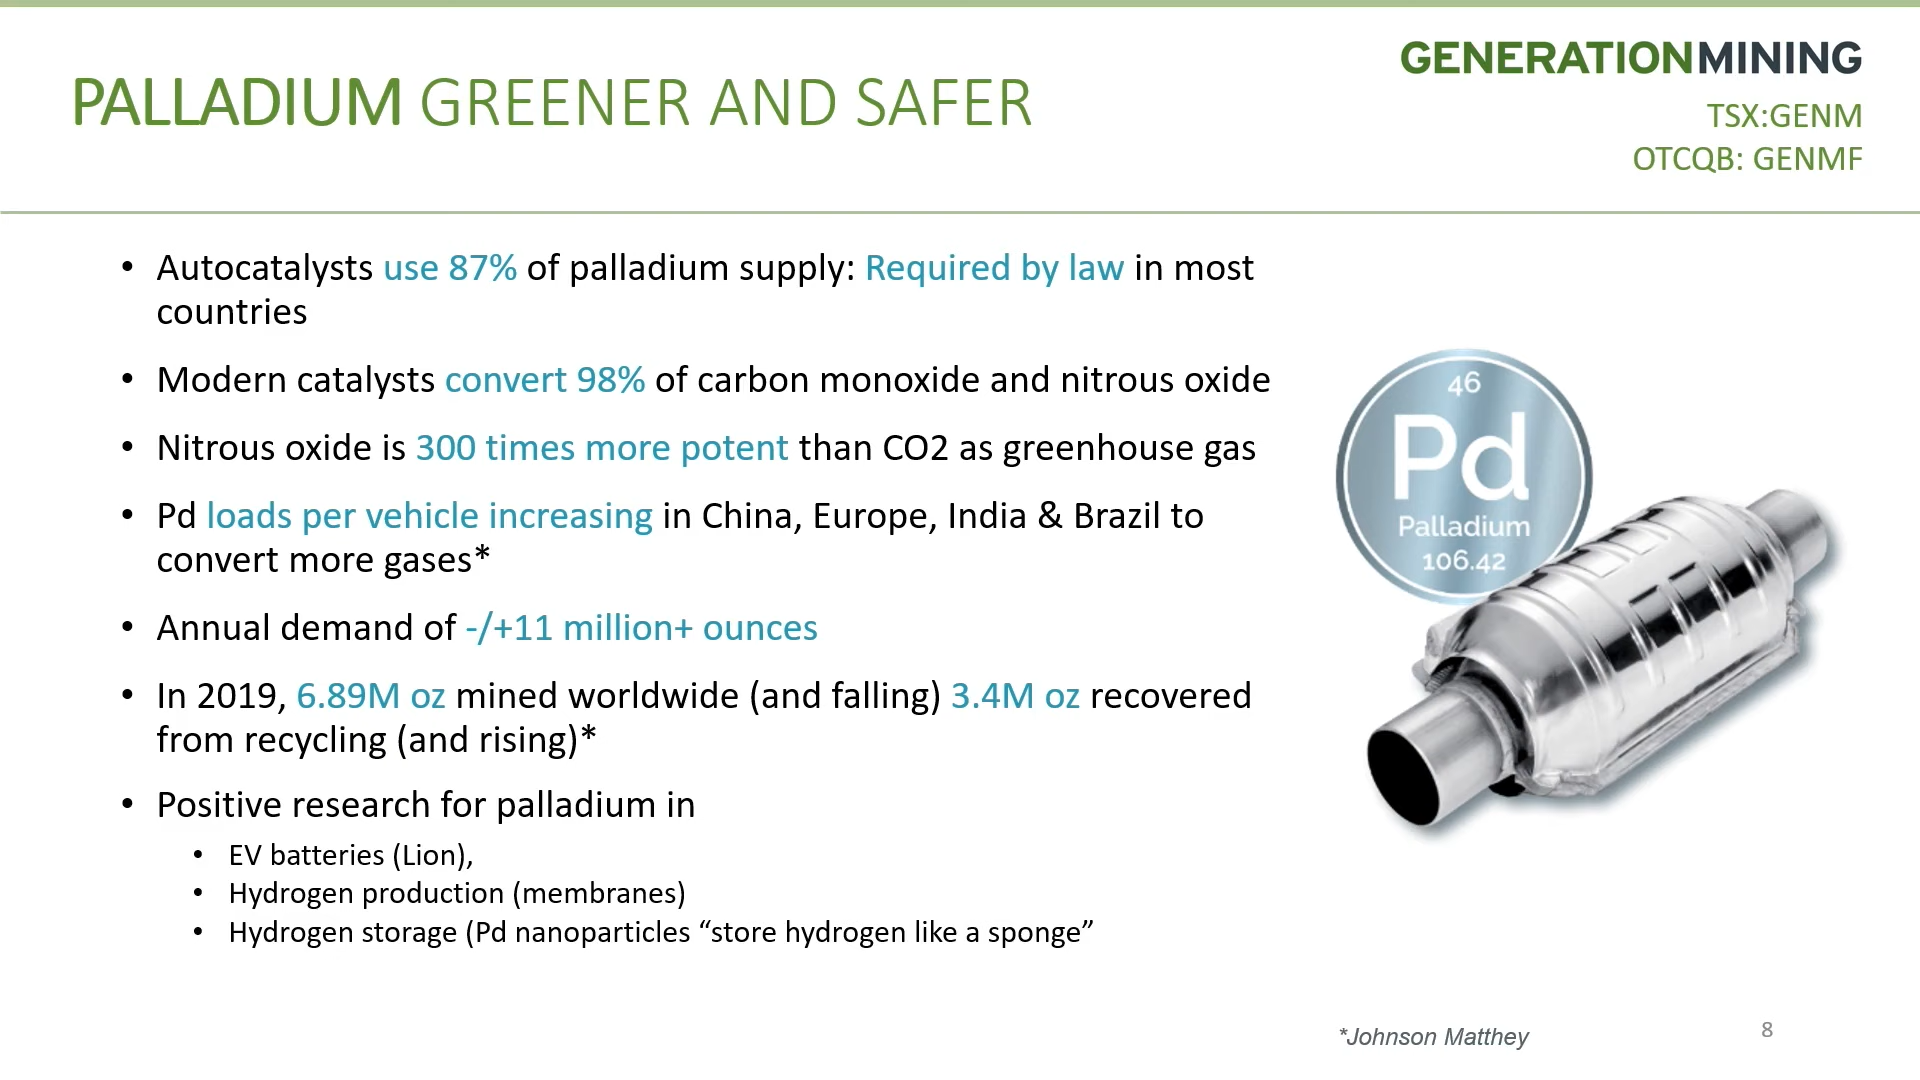 PALLADIUM GREENER AND SAFER
GENERATIONMINING
TSX:GENM
OTCQB: GENMF
• Autocatalysts use 87% of palladium supply: Required by law in most
countries
• Modern catalysts convert 98% of carbon monoxide and nitrous oxide
• Nitrous oxide is 300 times more potent than CO2 as greenhouse gas
• Pd loads per vehicle increasing in China, Europe, India & Brazil to
convert more gases*
• Annual demand of -/+11 million+ ounces
• In 2019, 6.89M oz mined worldwide (and falling) 3.4M oz recovered
from recycling (and rising)*
• Positive research for palladium in
• EV batteries (Lion),
• Hydrogen production (membranes)
• Hydrogen storage (Pd nanoparticles “store hydrogen like a sponge”
46
Pd
Palladium
106.42
*Johnson Matthey
8